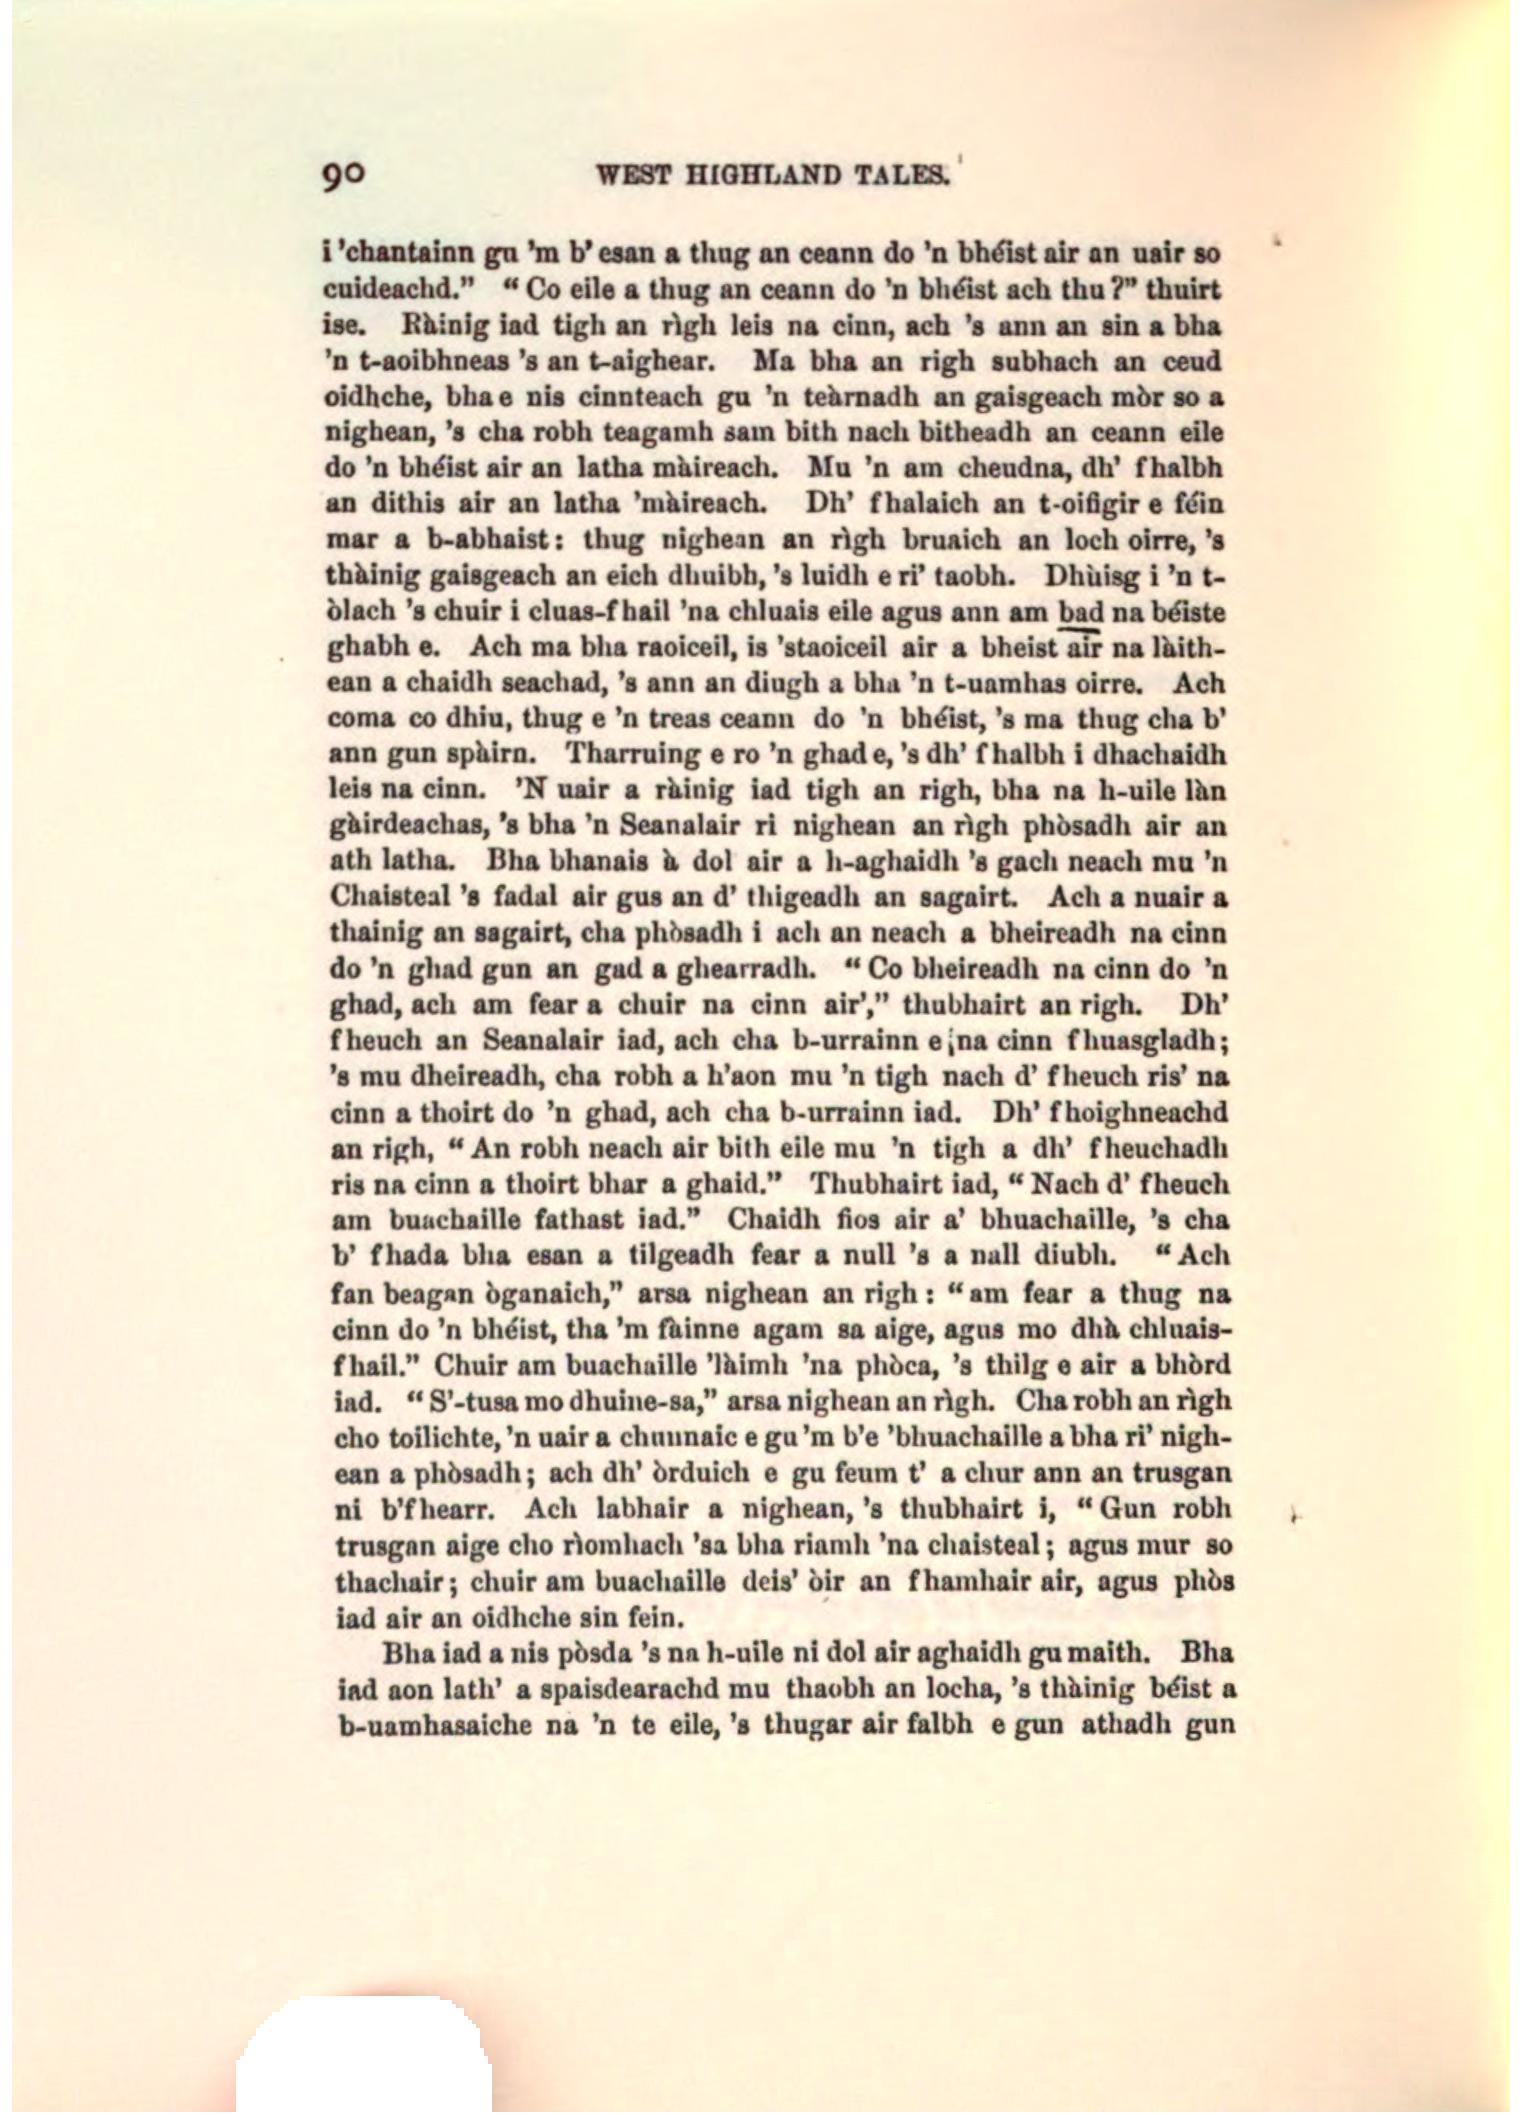 90 WEST HIGHLAND TALES.
i 'chantainn gu 'm b' esan a thug an ceann do 'n bhéist air an uair so
cuideachd." "Co eile a thug an ceann do 'n bhéist ach thu?" thuirt
ise. Ràinig iad tigh an rìgh leis na cinn, ach 's ann an sin a bha
'n t-aoibhneas 's an t-aighear. Ma bha an righ subhach an ceud
oidhche, bha e nis cinnteach gu 'n teàrnadh an gaisgeach mòr so a
nighean, 's cha robh teagamh sam bith nach bitheadh an ceann eile
do 'n bhéist air an latha màireach. Mu 'n am cheudna, dh' fhalbh
an dithis air an latha 'màireach. Dh' fhalaich an t-oifigir e féin
mar a b-abhaist: thug nighean an rìgh bruaich an loch oirre, 's
thàinig gaisgeach an eich dhuibh, 's luidh e ri' taobh. Dhùisg i 'n t-
òlach 's chuir i cluas-fhail 'na chluais eile agus ann am bad na béiste
ghabh e. Ach ma bha raoiceil, is 'staoiceil air a bheist air na làith-
ean a chaidh seachad, 's ann an diugh a bha 'n t-uamhas oirre. Ach
coma co dhiu, thug e 'n treas ceann do 'n bhéist, 's ma thug cha b'
ann gun spàirn. Tharruing e ro 'n ghad e, 's dh' fhalbh i dhachaidh
leis na cinn. 'N uair a ràinig iad tigh an righ, bha na h-uile làn
gàirdeachas, 's bha 'n Seanalair ri nighean an rìgh phòsadh air an
ath latha. Bha bhanais à dol air a h-aghaidh 's gach neach mu 'n
Chaisteal 's fadal air gus an d' thigeadh an sagairt. Ach a nuair a
thainig an sagairt, cha phòsadh i ach an neach a bheireadh na cinn
do 'n ghad gun an gad a ghearradh. "Co bheireadh na cinn do 'n
ghad, ach am fear a chuir na cinn air'," thubhairt an righ. Dh'
fheuch an Seanalair iad, ach cha b-urrainn e na cinn fhuasgladh;
's mu dheireadh, cha robh a h'aon mu 'n tigh nach d' fheuch ris' na
cinn a thoirt do 'n ghad, ach cha b-urrainn iad. Dh' fhoighneachd
an righ, "An robh neach air bith eile mu 'n tigh a dh' fheuchadh
ris na cinn a thoirt bhar a ghaid." Thubhairt iad, "Nach d' fheuch
am buachaille fathast iad." Chaidh fios air a' bhuachaille, 's cha
b' fhada bha esan a tilgeadh fear a null 's a nall diubh. "Ach
fan beagan òganaich," arsa nighean an righ: "am fear a thug na
cinn do 'n bhéist, tha 'm fàinne agam sa aige, agus mo dhà chluais-
fhail." Chuir am buachaille 'làimh 'na phòca, 's thilg e air a bhòrd
iad. "S'-tusa mo dhuine-sa," arsa nighean an rìgh. Cha robh an rìgh
cho toilichte, 'n uair a chunnaic e gu 'm b'e 'bhuachaille a bha ri' nigh-
ean a phòsadh; ach dh' òrduich e gu feum t' a chur ann an trusgan
ni b'fhearr. Ach labhair a nighean, 's thubhairt i, "Gun robh
trusgan aige cho rìomhach 'sa bha riamh 'na chaisteal; agus mur so
thachair; chuir am buachaille deis' òir an fhamhair air, agus phòs
iad air an oidhche sin fein.
Bha iad a nis pòsda 's na h-uile ni dol air aghaidh gu maith. Bha
iad aon lath' a spaisdearachd mu thaobh an locha, 's thàinig béist a
b-uamhasaiche na 'n te eile, 's thugar air falbh e gun athadh gun